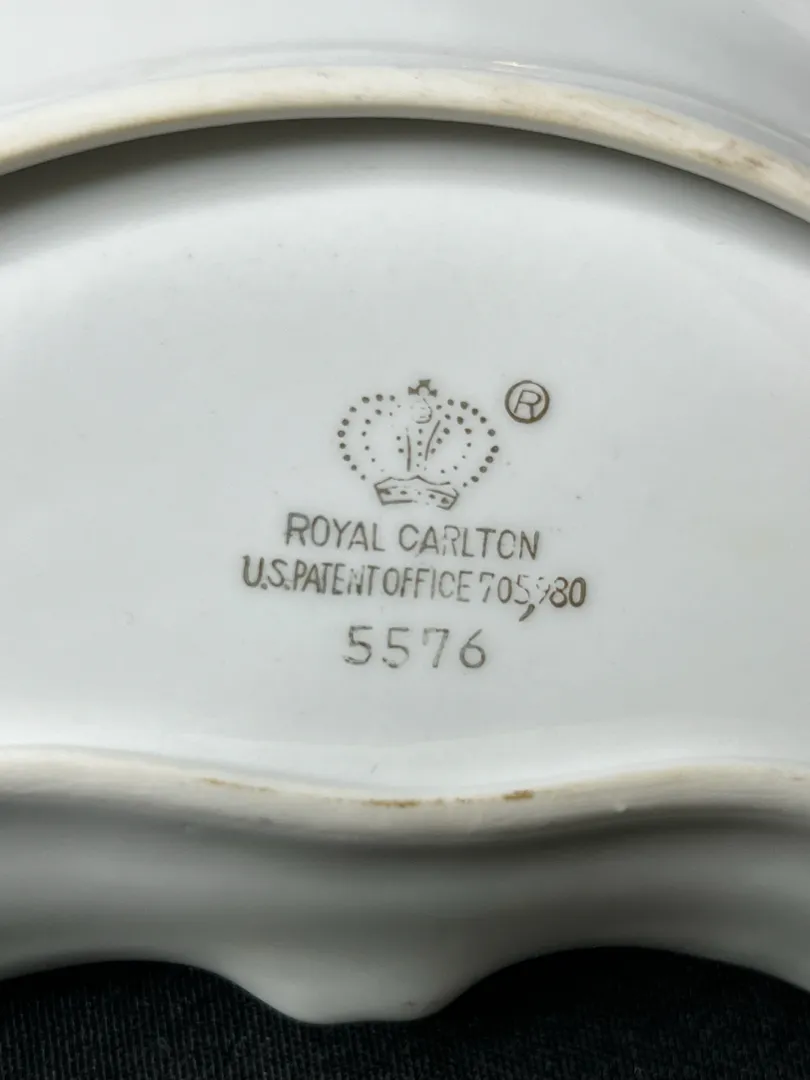 ®
ROYAL CARLTON
U.S. PATENT OFFICE 705,980
5576